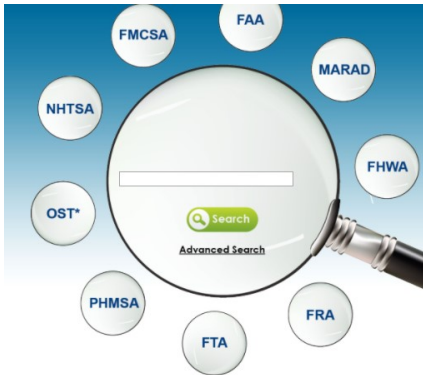 FAA
FMCSA
MARAD
NHTSA
FHWA
OST*
Search
Advanced Search
PHMSA
FRA
FTA